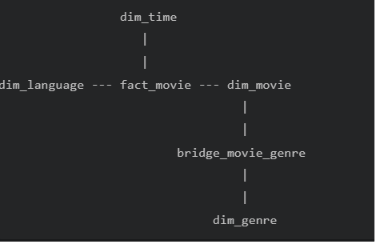 dim_time
|
|
dim_language --- fact_movie --- dim_movie
|
|
bridge_movie_genre
|
|
dim_genre